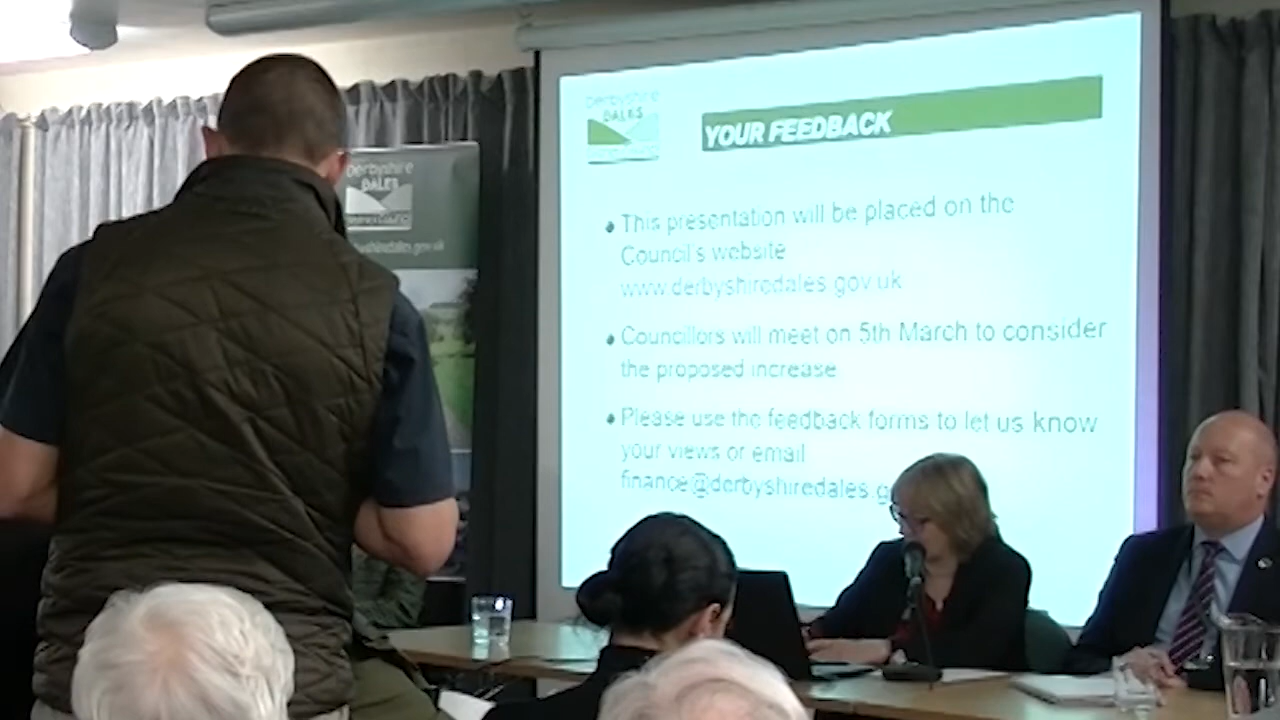 derbyshire
DALES
YOUR FEEDBACK
derbyshire
DALES
• This presentation will be placed on the
Council's website
www.derbyshiredales.gov.uk
• Councillors will meet on 5th March to consider
the proposed increase
• Please use the feedback forms to let us know
your views or email
finance@derbyshiredales.g